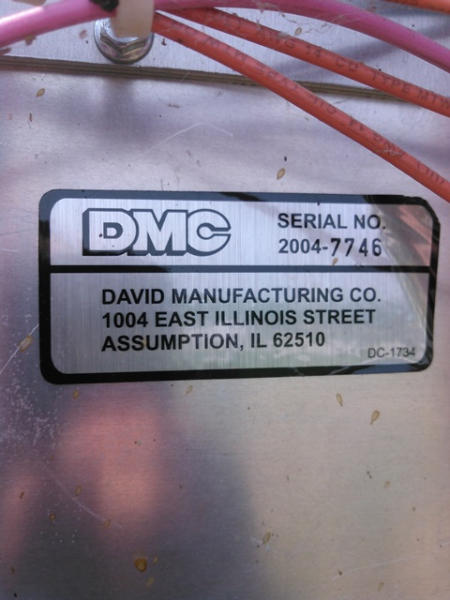 DMC
SERIAL NO.
2004-7746
DAVID MANUFACTURING CO.
1004 EAST ILLINOIS STREET
ASSUMPTION, IL 62510
DC-1734